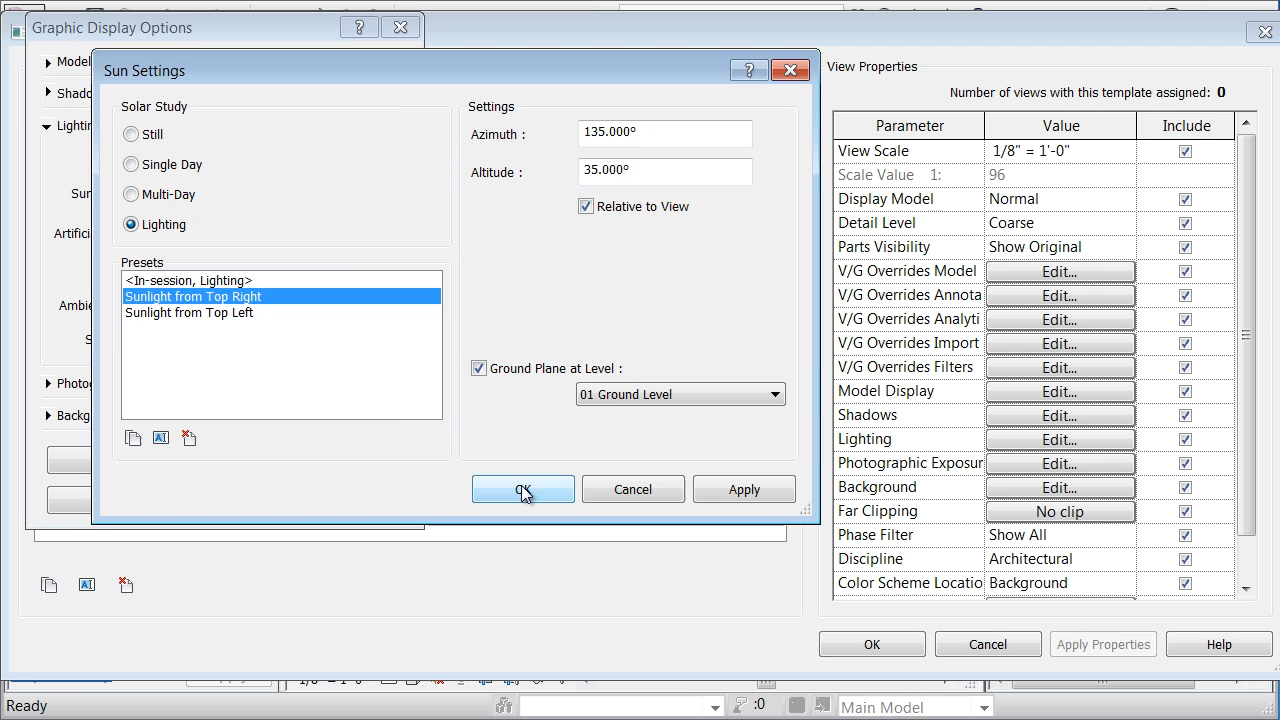 Graphic Display Options
?
Model
Shado
Lightin
Sun
Artifici
Ambie
S
Photog
Backg
Sun Settings
?
Solar Study
Still
Single Day
Multi-Day
Lighting
Presets
<In-session, Lighting>
Sunlight from Top Right
Sunlight from Top Left
Settings
Azimuth :
135.000°
Altitude :
35.000°
Relative to View
Ground Plane at Level :
01 Ground Level
OK
Cancel
Apply
View Properties
Number of views with this template assigned: 0
Parameter Value Include
View Scale 1/8" = 1'-0"
Scale Value 1: 96
Display Model Normal
Detail Level Coarse
Parts Visibility Show Original
V/G Overrides Model Edit...
V/G Overrides Annota Edit...
V/G Overrides Analyti Edit...
V/G Overrides Import Edit...
V/G Overrides Filters Edit...
Model Display Edit...
Shadows Edit...
Lighting Edit...
Photographic Exposur Edit...
Background Edit...
Far Clipping No clip
Phase Filter Show All
Discipline Architectural
Color Scheme Locatio Background
OK
Cancel
Apply Properties
Help
Ready
:0
Main Model